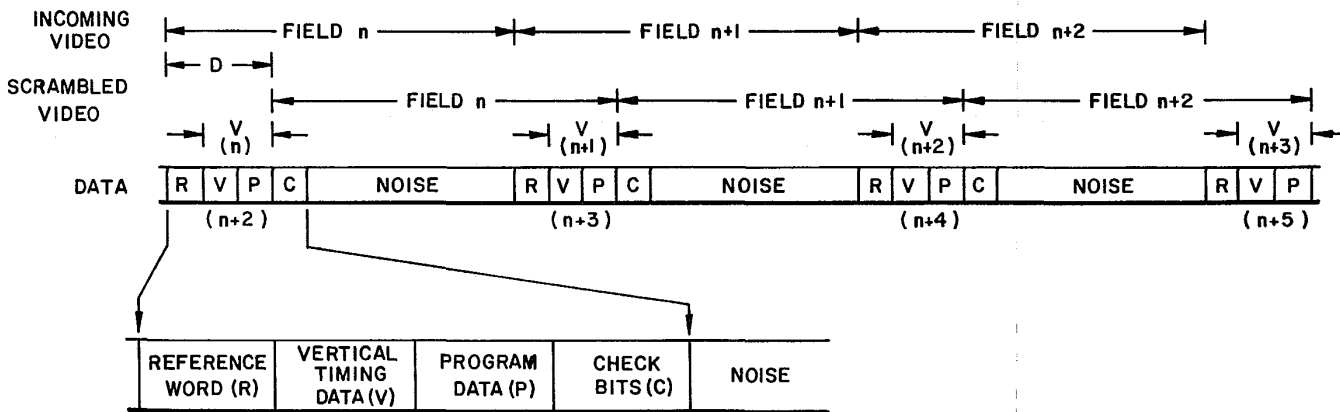 INCOMING
VIDEO
FIELD n
FIELD n+1
FIELD n+2
D
SCRAMBLED
VIDEO
FIELD n
FIELD n+1
FIELD n+2
V
(n)
V
(n+1)
V
(n+2)
V
(n+3)
DATA
R V P C NOISE R V P C NOISE R V P C NOISE R V P
(n+2)
(n+3)
(n+4)
(n+5)
REFERENCE
WORD (R)
VERTICAL
TIMING
DATA (V)
PROGRAM
DATA (P)
CHECK
BITS (C)
NOISE